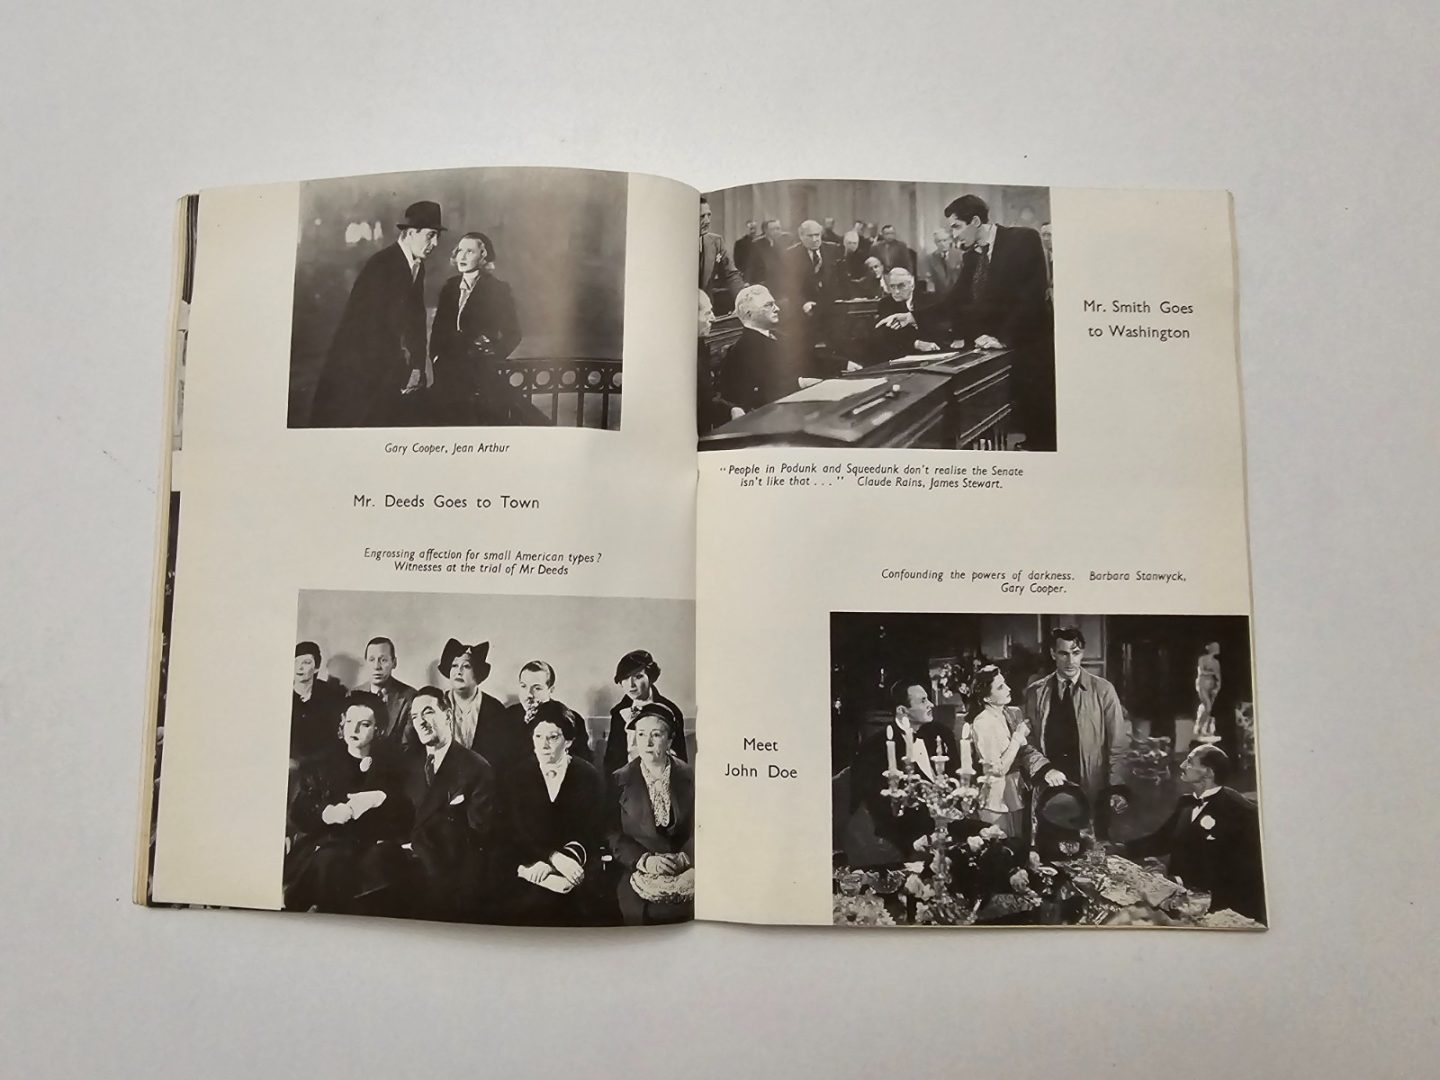 Gary Cooper, Jean Arthur
Mr. Deeds Goes to Town
Engrossing affection for small American types?
Witnesses at the trial of Mr Deeds
Mr. Smith Goes
to Washington
"People in Podunk and Squeedunk don't realise the Senate
isn't like that . . . " Claude Rains, James Stewart.
Confounding the powers of darkness. Barbara Stanwyck,
Gary Cooper.
Meet
John Doe